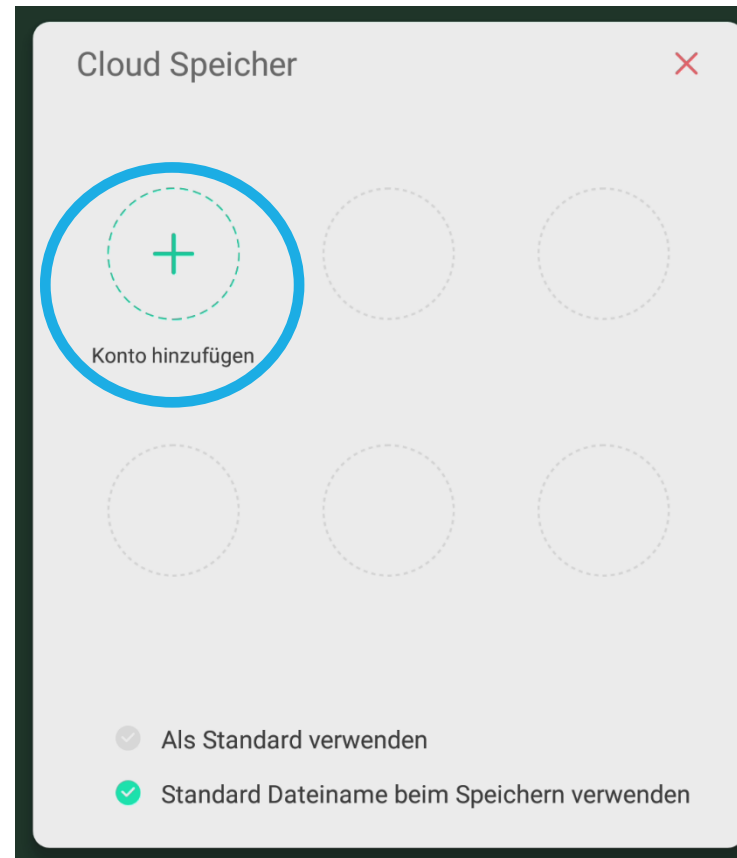 Cloud Speicher
Konto hinzufügen
Als Standard verwenden
Standard Dateiname beim Speichern verwenden